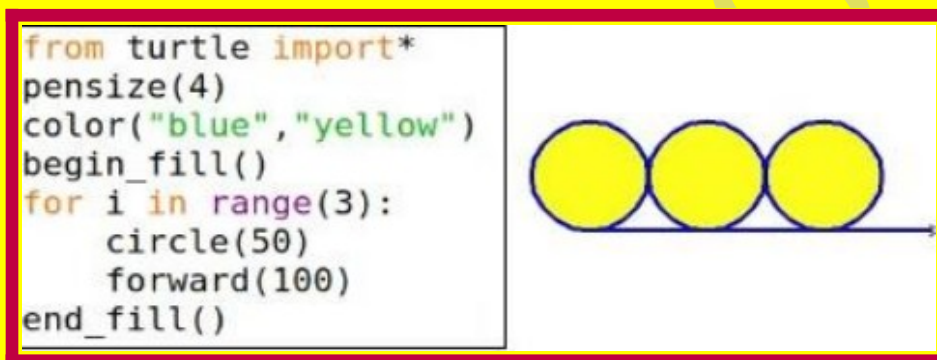 from turtle import*
pensize(4)
color("blue","yellow")
begin_fill()
for i in range(3):
    circle(50)
    forward(100)
end_fill()